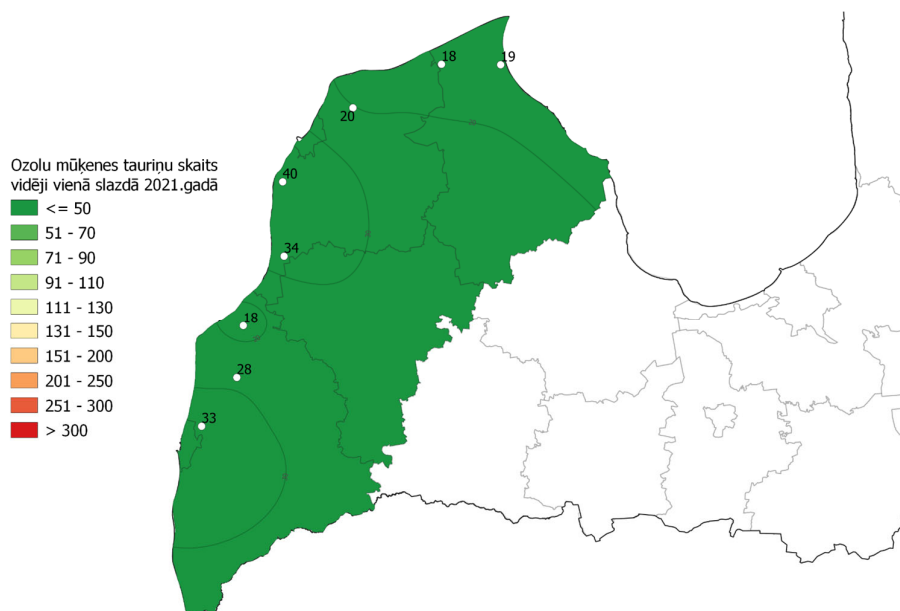 Ozolu mūķenes tauriņu skaits
vidēji vienā slazdā 2021.gadā
<= 50
51 - 70
71 - 90
91 - 110
111 - 130
131 - 150
151 - 200
201 - 250
251 - 300
> 300
18
19
20
40
34
18
28
33